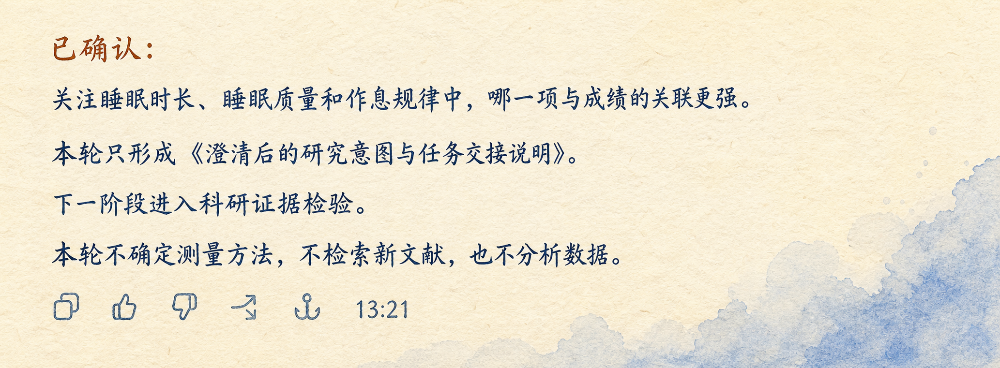 已确认：
关注睡眠时长、睡眠质量和作息规律中，哪一项与成绩的关联更强。
本轮只形成《澄清后的研究意图与任务交接说明》。
下一阶段进入科研证据检验。
本轮不确定测量方法，不检索新文献，也不分析数据。
13:21